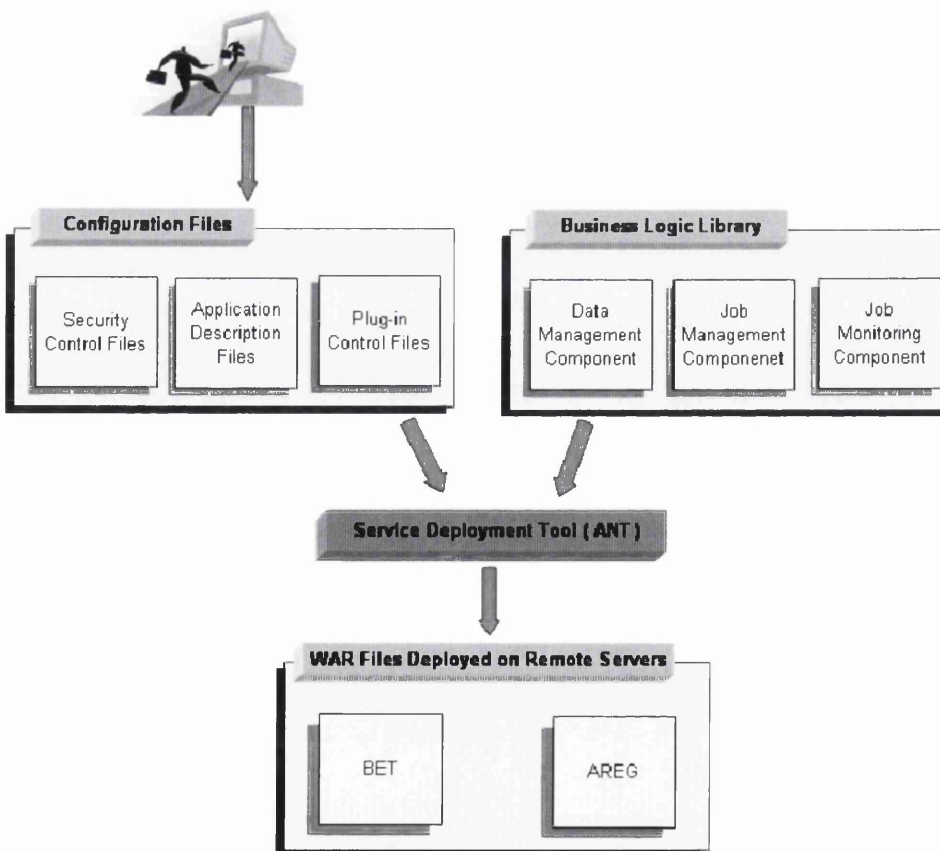 Configuration Files
Security
Control Files
Application
Description
Files
Plug-in
Control Files
Business Logic Library
Data
Management
Component
Job
Management
Componenet
Job
Monitoring
Component
Service Deployment Tool ( ANT )
WAR Files Deployed on Remote Servers
BET
AREG